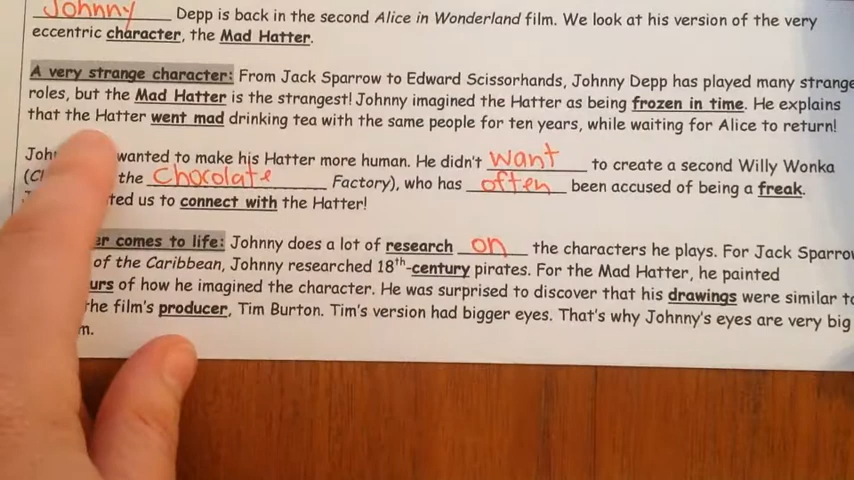 Johnny Depp is back in the second Alice in Wonderland film. We look at his version of the very
eccentric character, the Mad Hatter.
A very strange character: From Jack Sparrow to Edward Scissorhands, Johnny Depp has played many strange
roles, but the Mad Hatter is the strangest! Johnny imagined the Hatter as being frozen in time. He explains
that the Hatter went mad drinking tea with the same people for ten years, while waiting for Alice to return!
wanted to make his Hatter more human. He didn't want to create a second Willy Wonka
the Chocolate Factory), who has often been accused of being a freak.
us to connect with the Hatter!
comes to life: Johnny does a lot of research on the characters he plays. For Jack Sparrow
of the Caribbean, Johnny researched 18th-century pirates. For the Mad Hatter, he painted
of how he imagined the character. He was surprised to discover that his drawings were similar to
the film's producer, Tim Burton. Tim's version had bigger eyes. That's why Johnny's eyes are very big